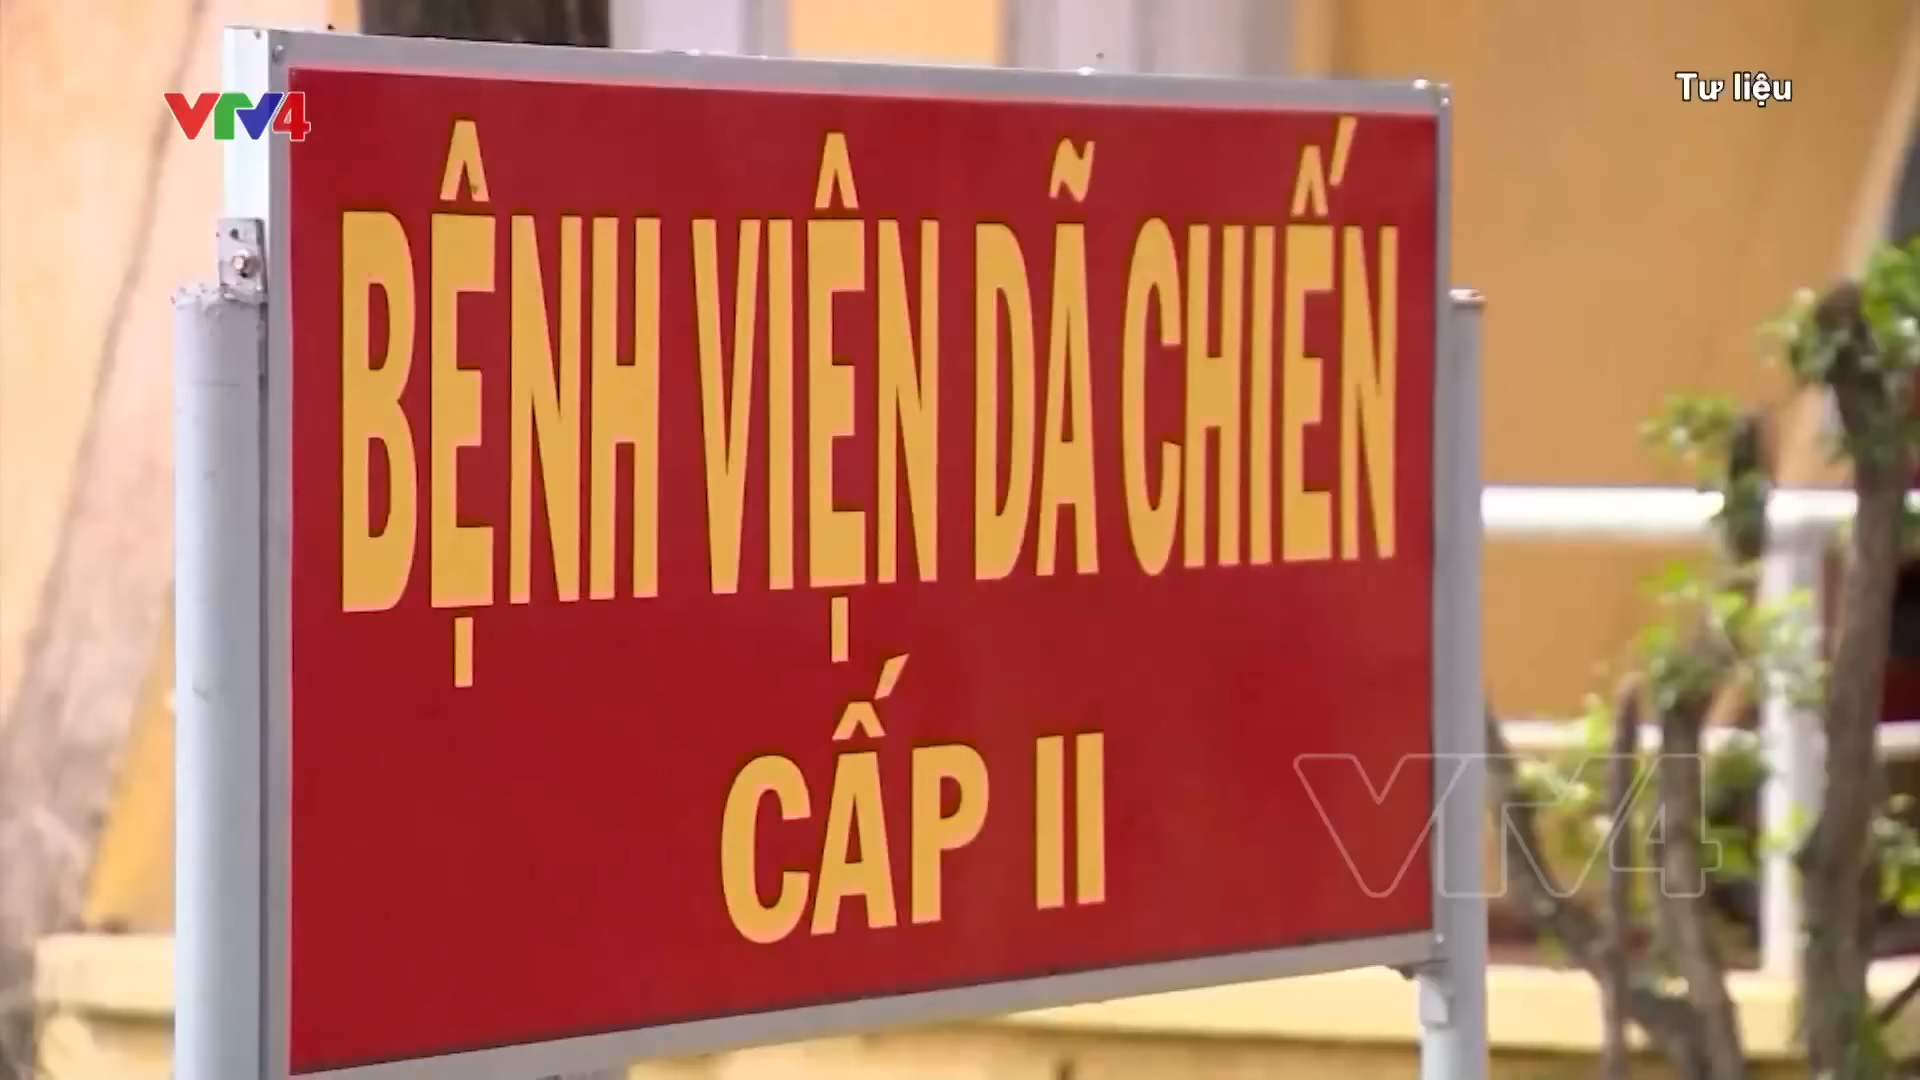 VTV4
Tư liệu
BỆNH VIỆN DÃ CHIẾN
CẤP II
VTV4